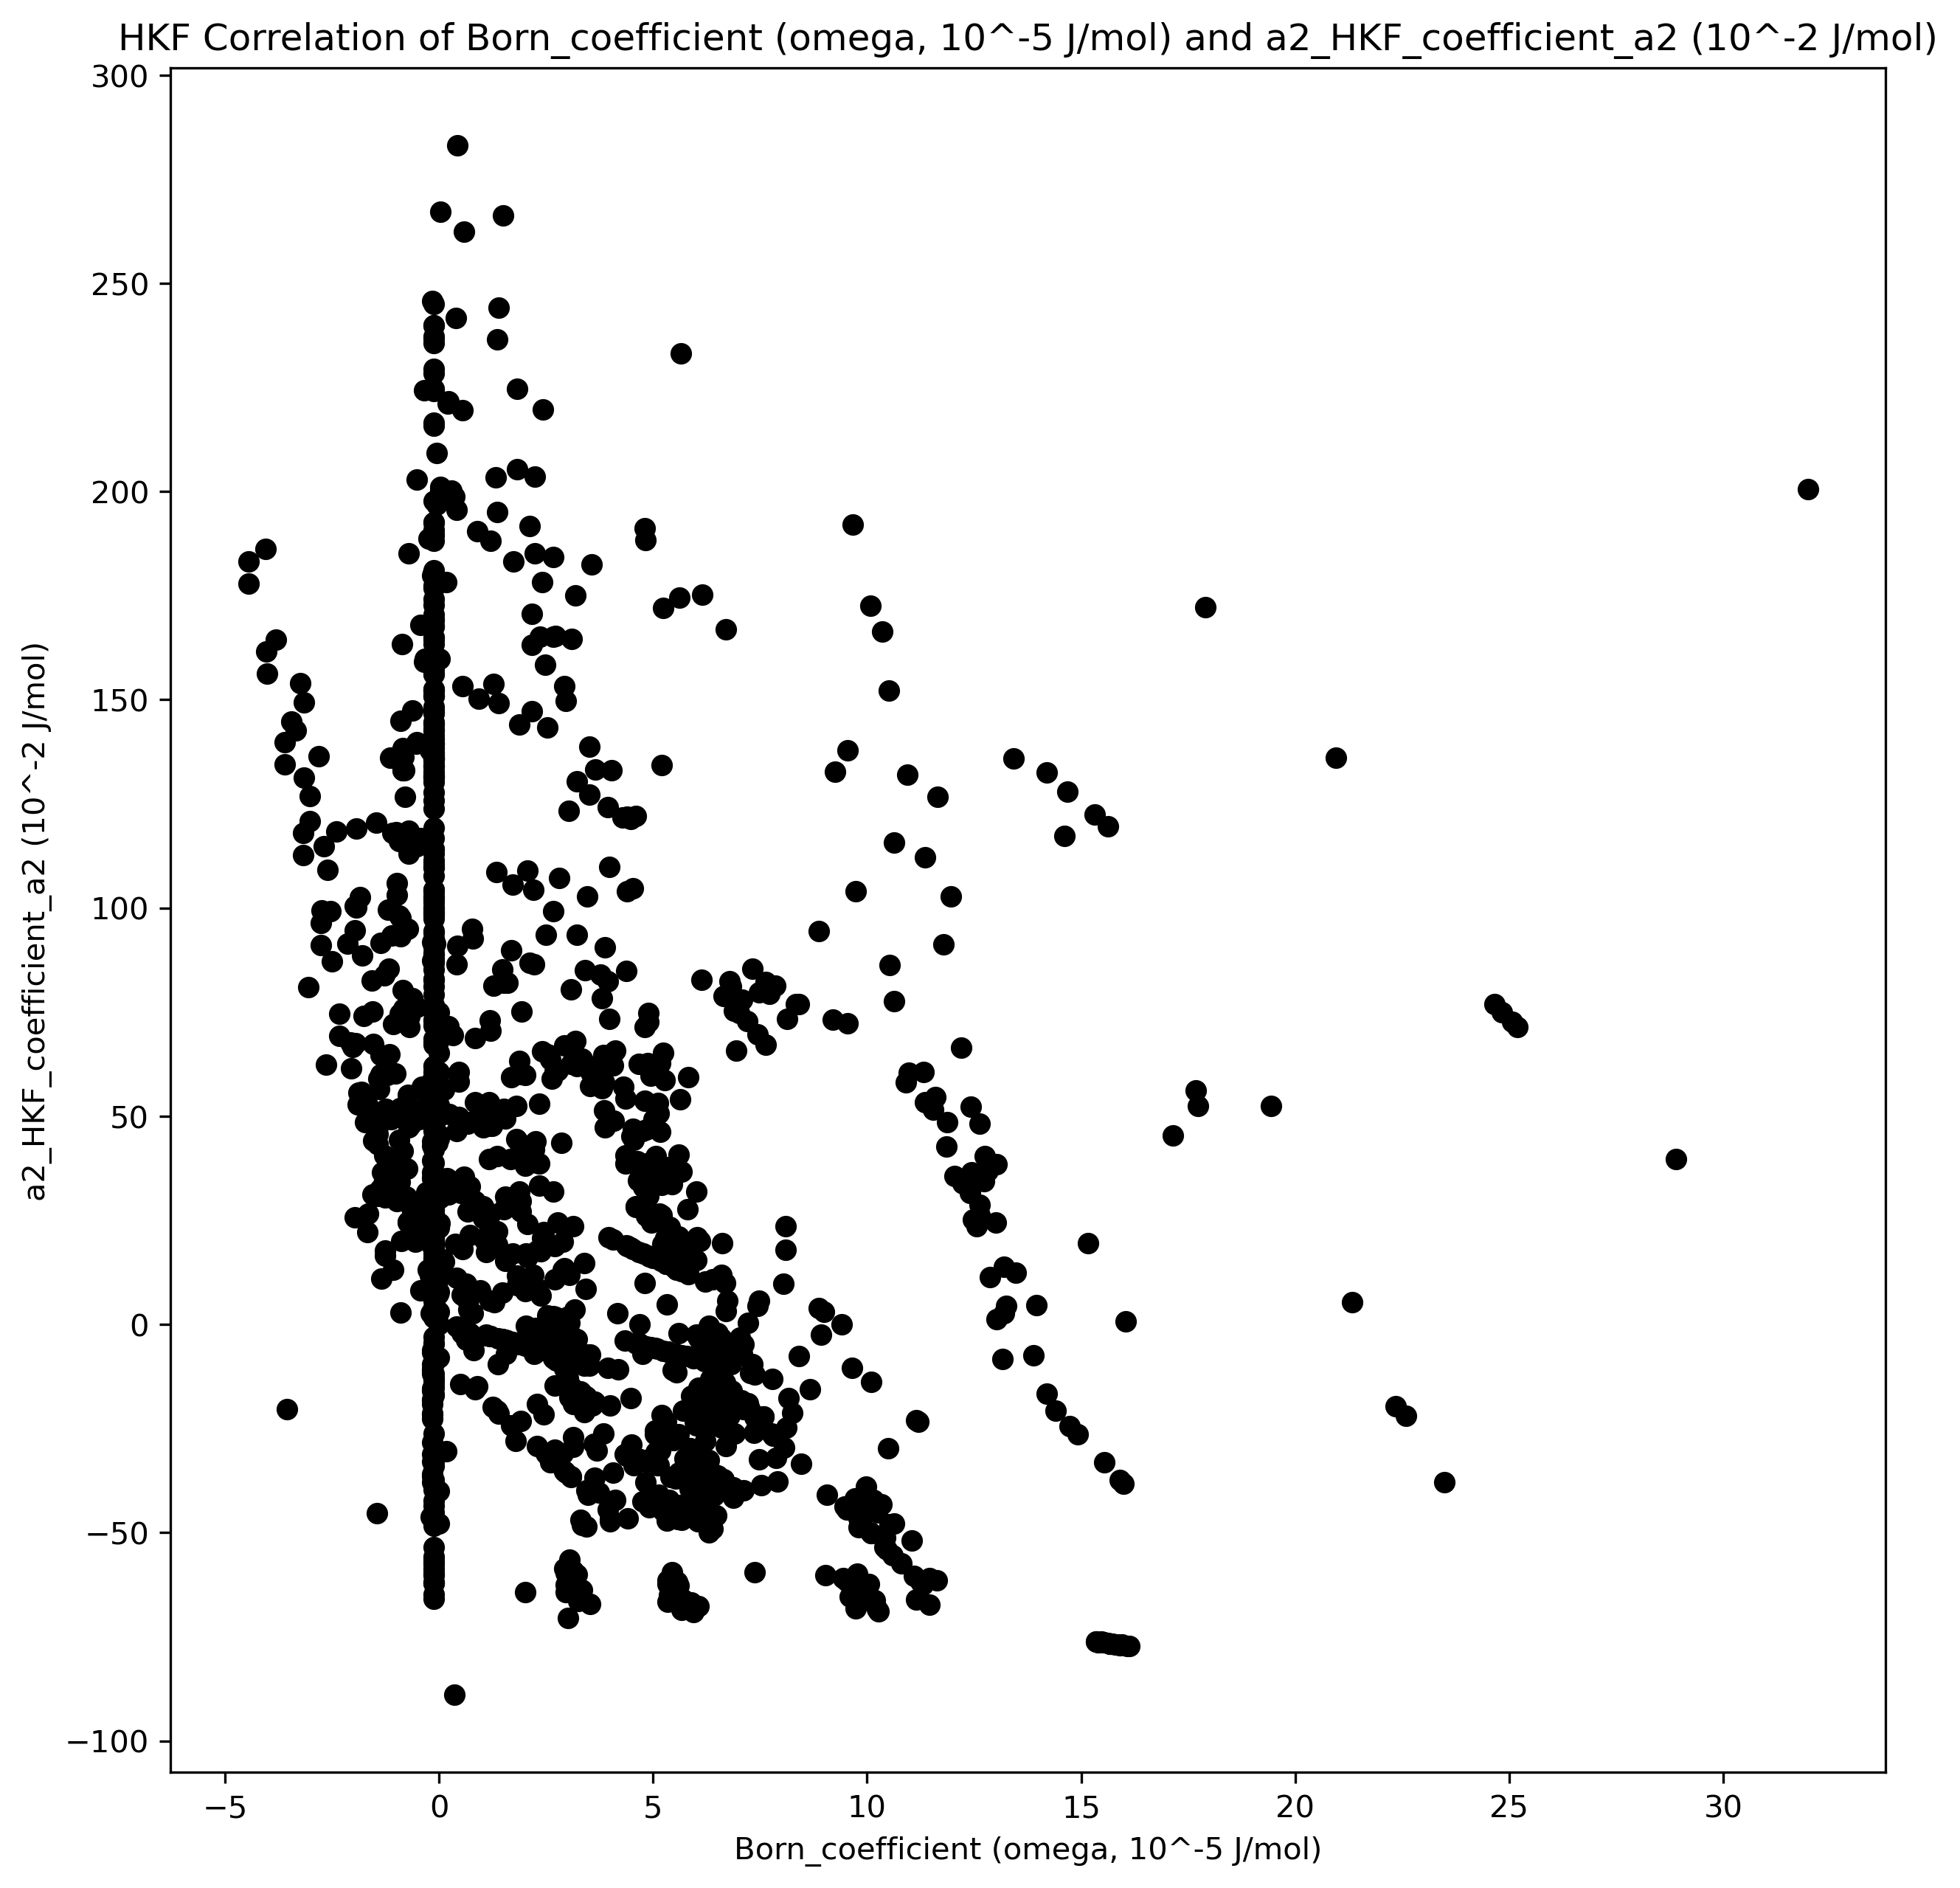 HKF Correlation of Born_coefficient (omega, 10^-5 J/mol) and a2_HKF_coefficient_a2 (10^-2 J/mol)
a2_HKF_coefficient_a2 (10^-2 J/mol)
300
250
200
150
100
50
0
−50
−100
−5 0 5 10 15 20 25 30
Born_coefficient (omega, 10^-5 J/mol)